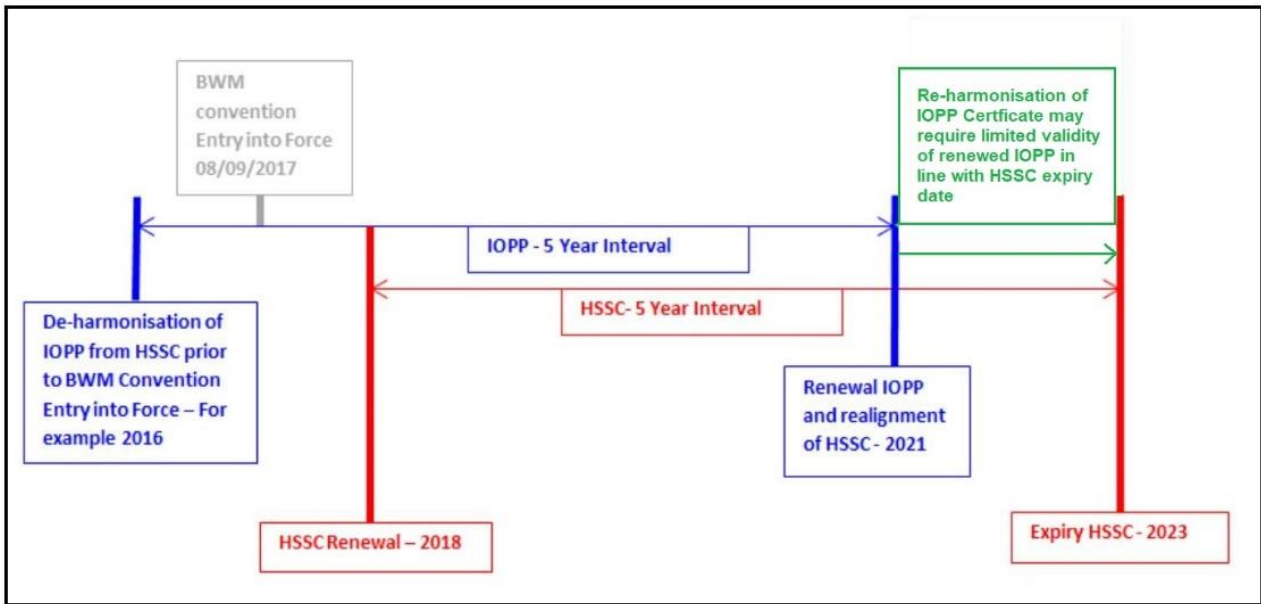 BWM
convention
Entry into Force
08/09/2017
Re-harmonisation of
IOPP Certficate may
require limited validity
of renewed IOPP in
line with HSSC expiry
date
IOPP - 5 Year Interval
HSSC- 5 Year Interval
De-harmonisation of
IOPP from HSSC prior
to BWM Convention
Entry into Force – For
example 2016
Renewal IOPP
and realignment
of HSSC - 2021
HSSC Renewal – 2018
Expiry HSSC - 2023